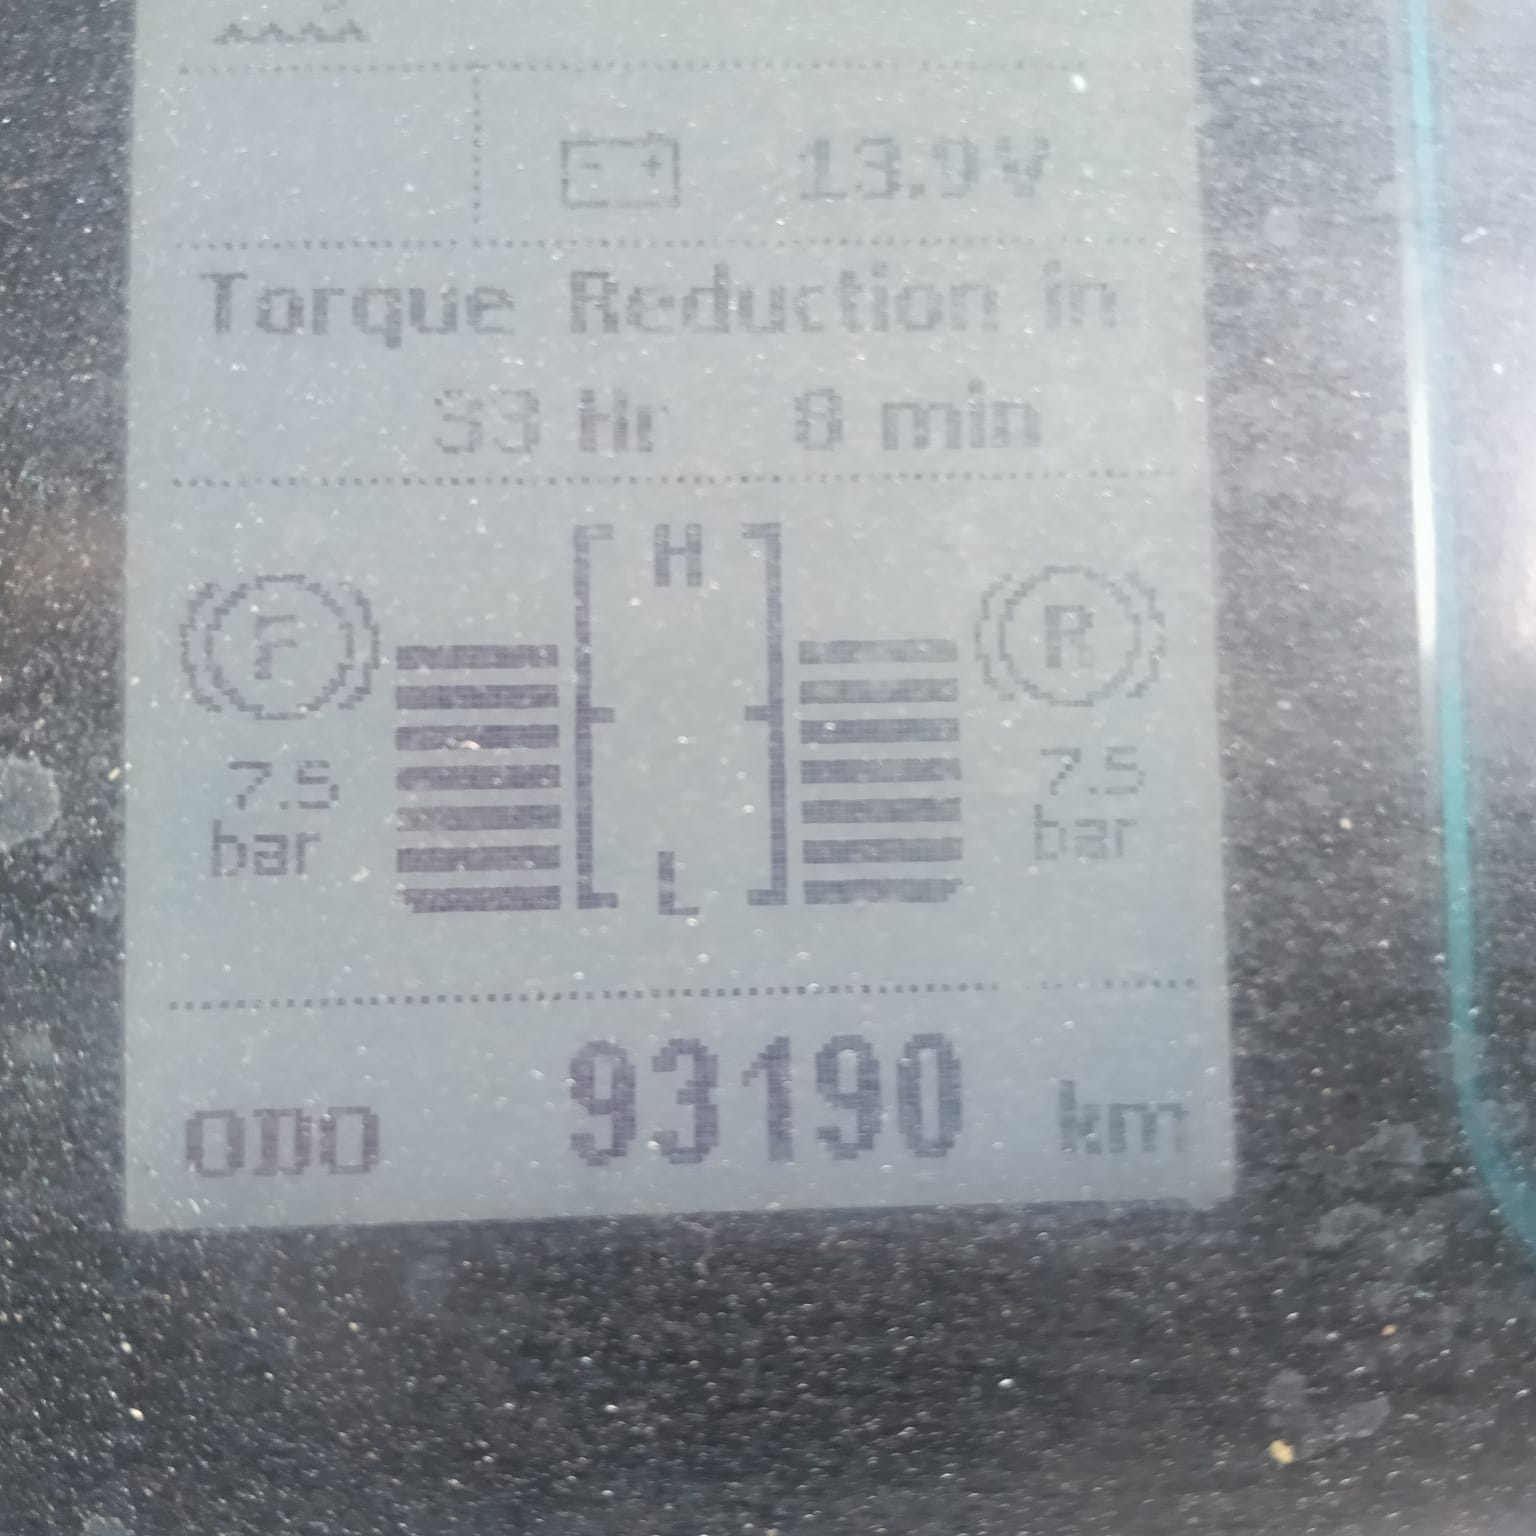 - + 13.9V
Torque Reduction in
33 Hr 8 min
H
F R
7.5 bar
7.5 bar
L
ODO 93190 km